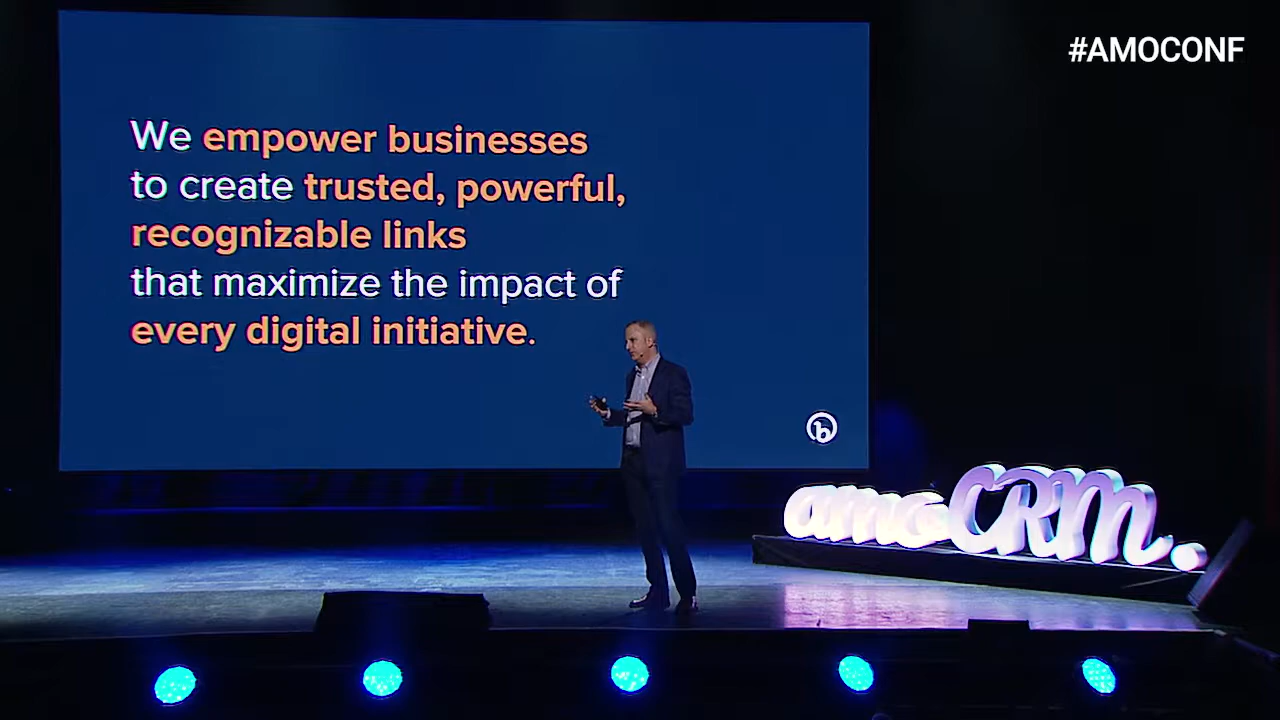 #AMOCONF
We empower businesses
to create trusted, powerful,
recognizable links
that maximize the impact of
every digital initiative.
b
amoCRM.